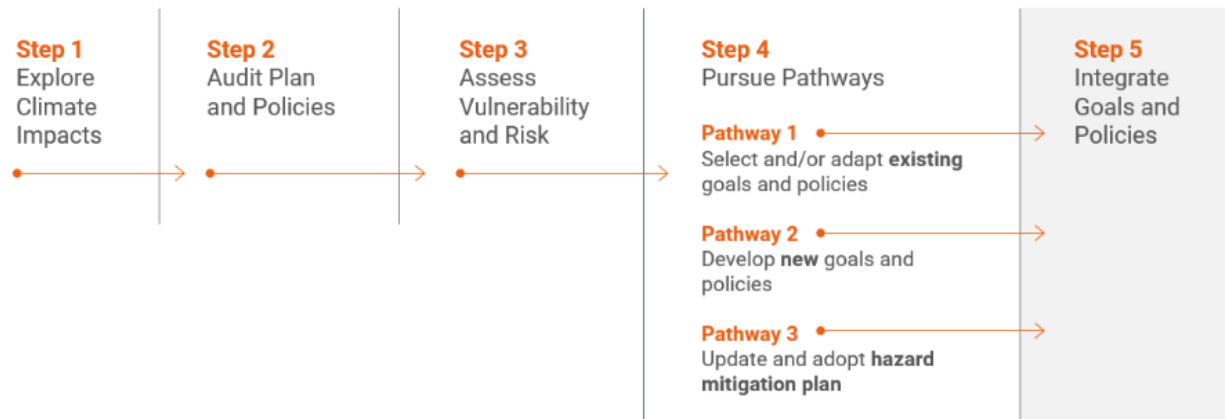 Step 1
Explore
Climate
Impacts
Step 2
Audit Plan
and Policies
Step 3
Assess
Vulnerability
and Risk
Step 4
Pursue Pathways
Pathway 1
Select and/or adapt existing
goals and policies
Pathway 2
Develop new goals and
policies
Pathway 3
Update and adopt hazard
mitigation plan
Step 5
Integrate
Goals and
Policies